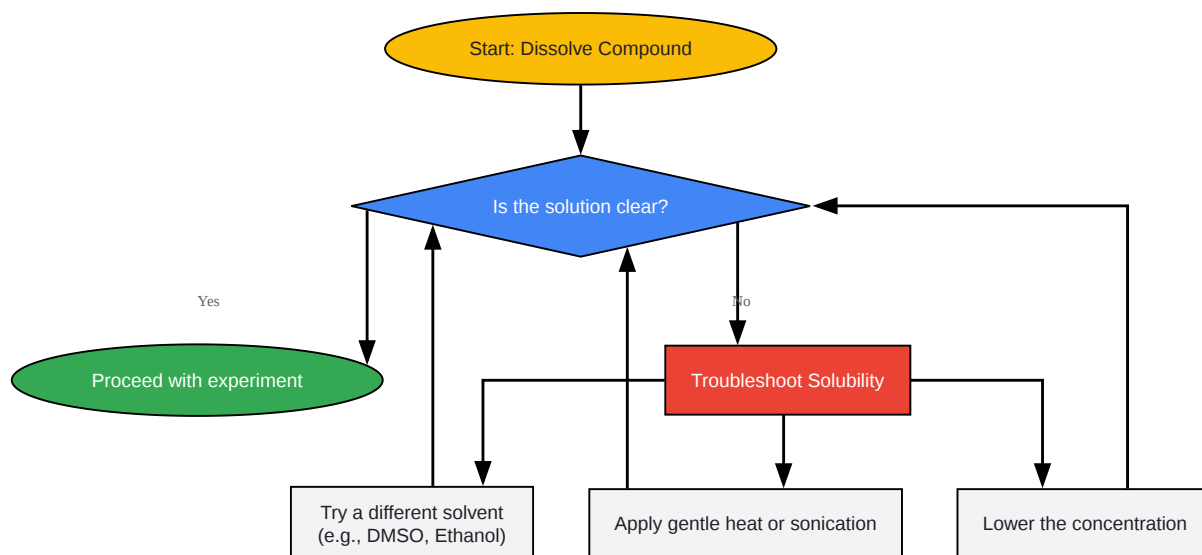 Start: Dissolve Compound
Is the solution clear?
Yes
No
Proceed with experiment
Troubleshoot Solubility
Try a different solvent
(e.g., DMSO, Ethanol)
Apply gentle heat or sonication
Lower the concentration